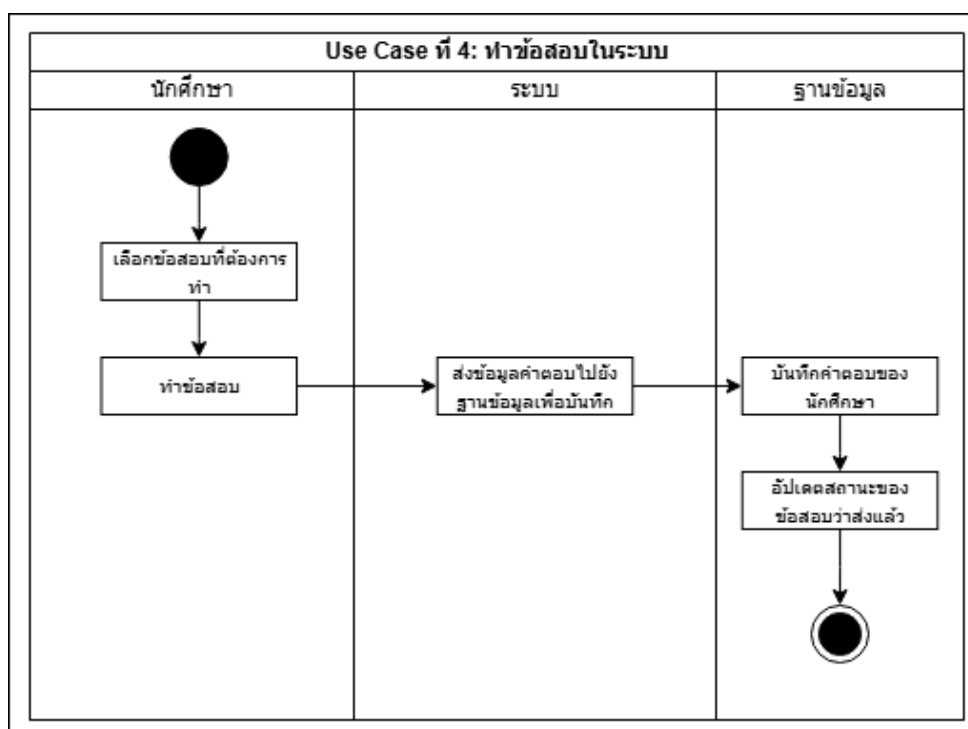 Use Case ที่ 4: ทำข้อสอบในระบบ
นักศึกษา
ระบบ
ฐานข้อมูล
เลือกข้อสอบที่ต้องการ
ทำ
ทำข้อสอบ
ส่งข้อมูลคำตอบไปยัง
ฐานข้อมูลเพื่อบันทึก
บันทึกคำตอบของ
นักศึกษา
อัปเดตสถานะของ
ข้อสอบว่าส่งแล้ว